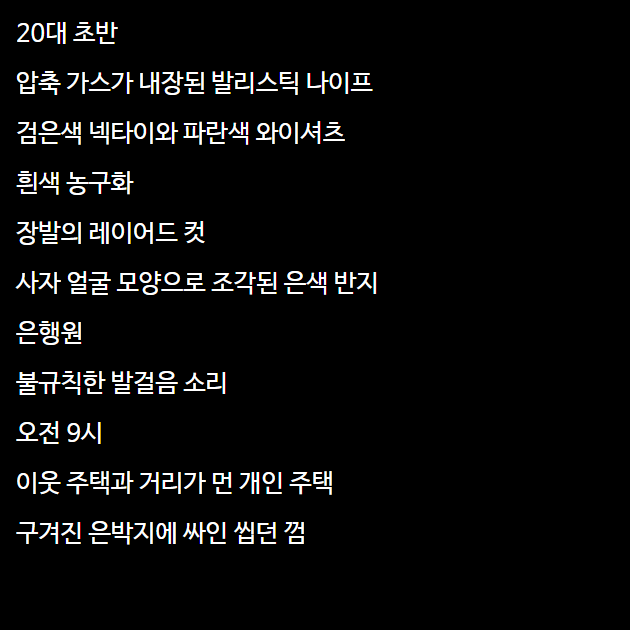 20대 초반
압축 가스가 내장된 발리스틱 나이프
검은색 넥타이와 파란색 와이셔츠
흰색 농구화
장발의 레이어드 컷
사자 얼굴 모양으로 조각된 은색 반지
은행원
불규칙한 발걸음 소리
오전 9시
이웃 주택과 거리가 먼 개인 주택
구겨진 은박지에 싸인 씹던 껌